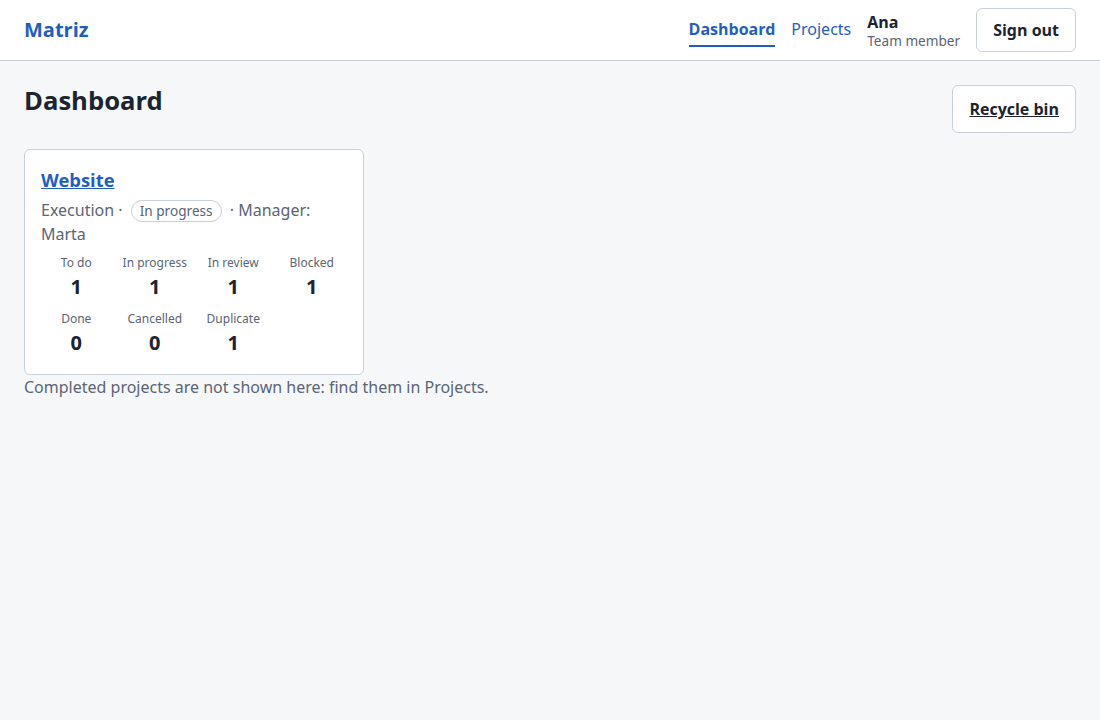 Matriz
Dashboard
Projects
Ana
Team member
Sign out
Dashboard
Recycle bin
Website
Execution · In progress · Manager:
Marta
To do In progress In review Blocked
1 1 1 1
Done Cancelled Duplicate
0 0 1
Completed projects are not shown here: find them in Projects.